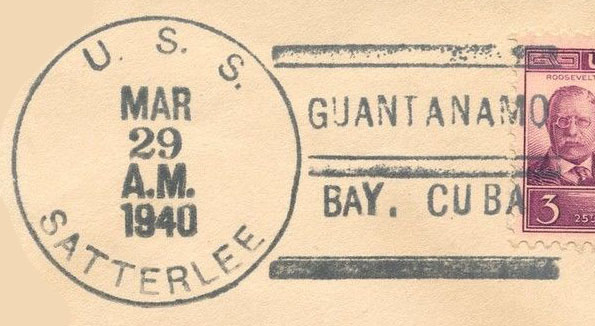 U. S. S.
MAR
29
A.M.
1940
SATTERLEE
GUANTANAMO
BAY, CUBA
ROOSEVELT
3